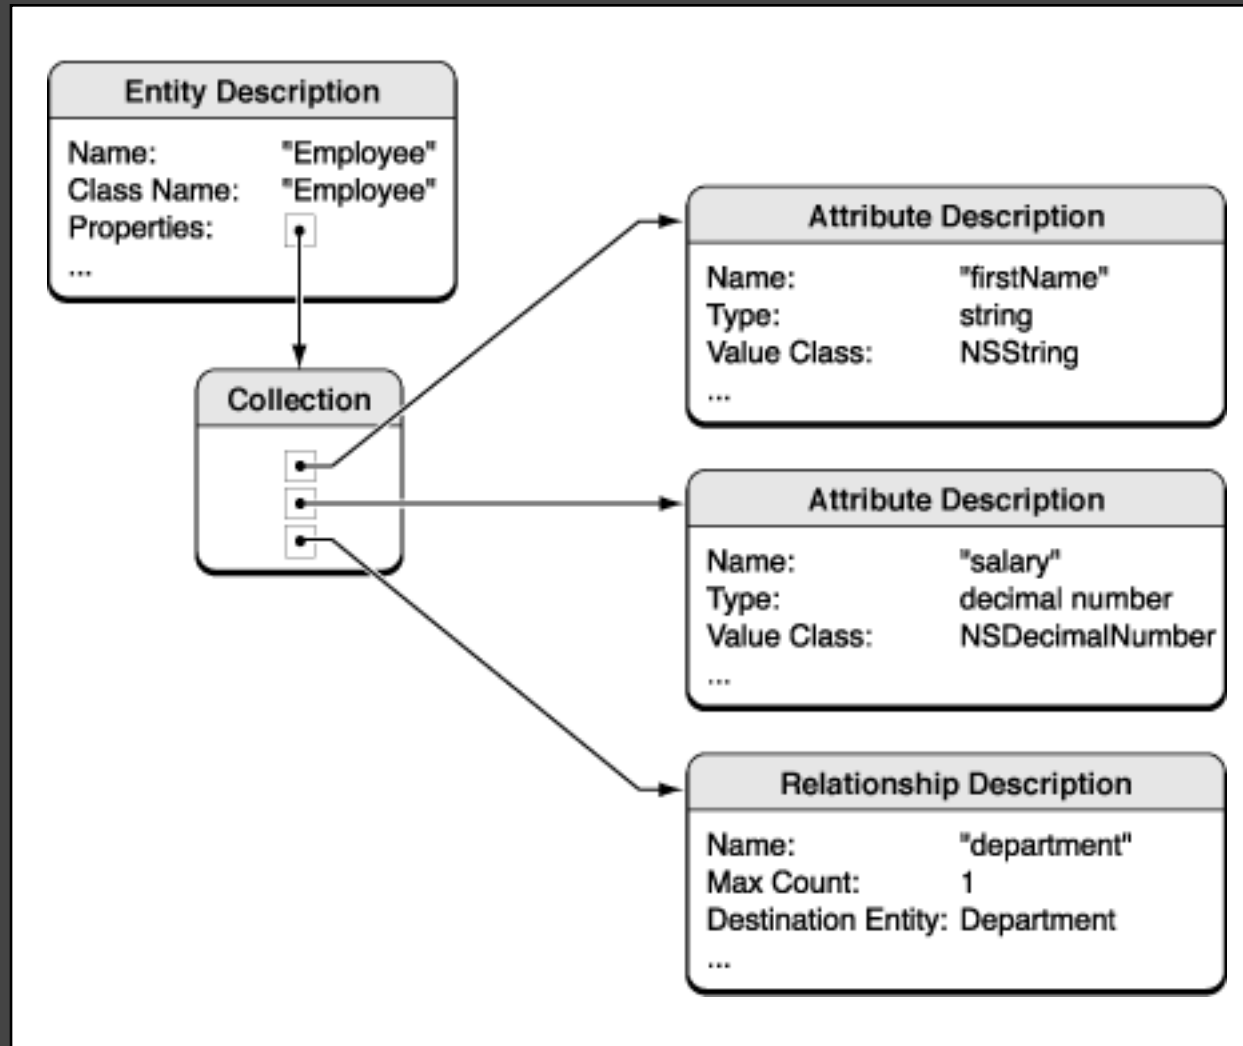 Entity Description
Name: "Employee"
Class Name: "Employee"
Properties:
...
Collection
Attribute Description
Name: "firstName"
Type: string
Value Class: NSString
...
Attribute Description
Name: "salary"
Type: decimal number
Value Class: NSDecimalNumber
...
Relationship Description
Name: "department"
Max Count: 1
Destination Entity: Department
...